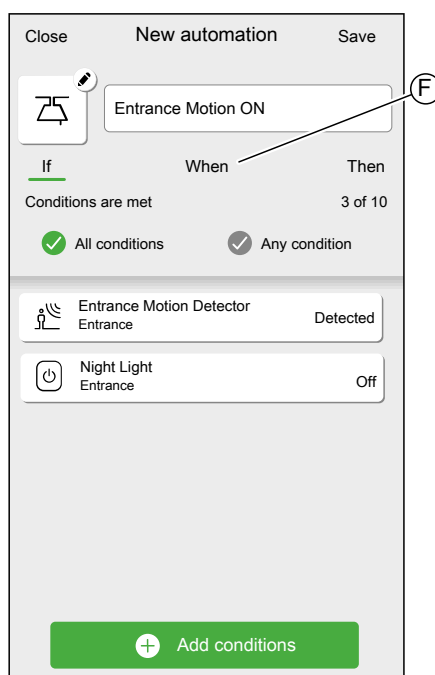 Close New automation Save
Entrance Motion ON
F
If When Then
Conditions are met 3 of 10
All conditions Any condition
Entrance Motion Detector
Entrance
Detected
Night Light
Entrance
Off
Add conditions